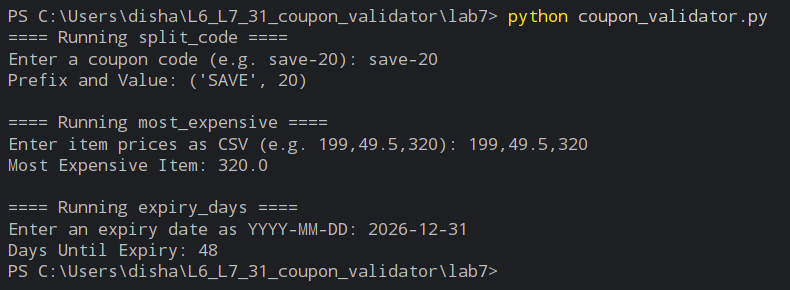 PS C:\Users\disha\L6_L7_31_coupon_validator\lab7> python coupon_validator.py
==== Running split_code ====
Enter a coupon code (e.g. save-20): save-20
Prefix and Value: ('SAVE', 20)
==== Running most_expensive ====
Enter item prices as CSV (e.g. 199,49.5,320): 199,49.5,320
Most Expensive Item: 320.0
==== Running expiry_days ====
Enter an expiry date as YYYY-MM-DD: 2026-12-31
Days Until Expiry: 48
PS C:\Users\disha\L6_L7_31_coupon_validator\lab7>